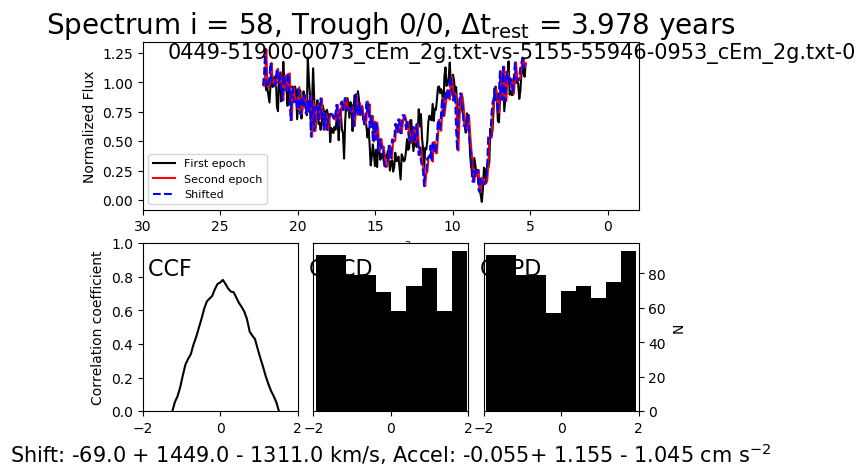 Spectrum i = 58, Trough 0/0, Δt_rest = 3.978 years
0449-51900-0073_cEm_2g.txt-vs-5155-55946-0953_cEm_2g.txt-0
Normalized Flux
1.25
1.00
0.75
0.50
0.25
0.00
First epoch
Second epoch
Shifted
30 25 20 15 10 5 0
Correlation coefficient
1.0
0.8
0.6
0.4
0.2
0.0
CCF
−2 0 2
−2 0 2
−2 0 2
80
60
40
20
0
N
Shift: -69.0 + 1449.0 - 1311.0 km/s, Accel: -0.055+ 1.155 - 1.045 cm s⁻²